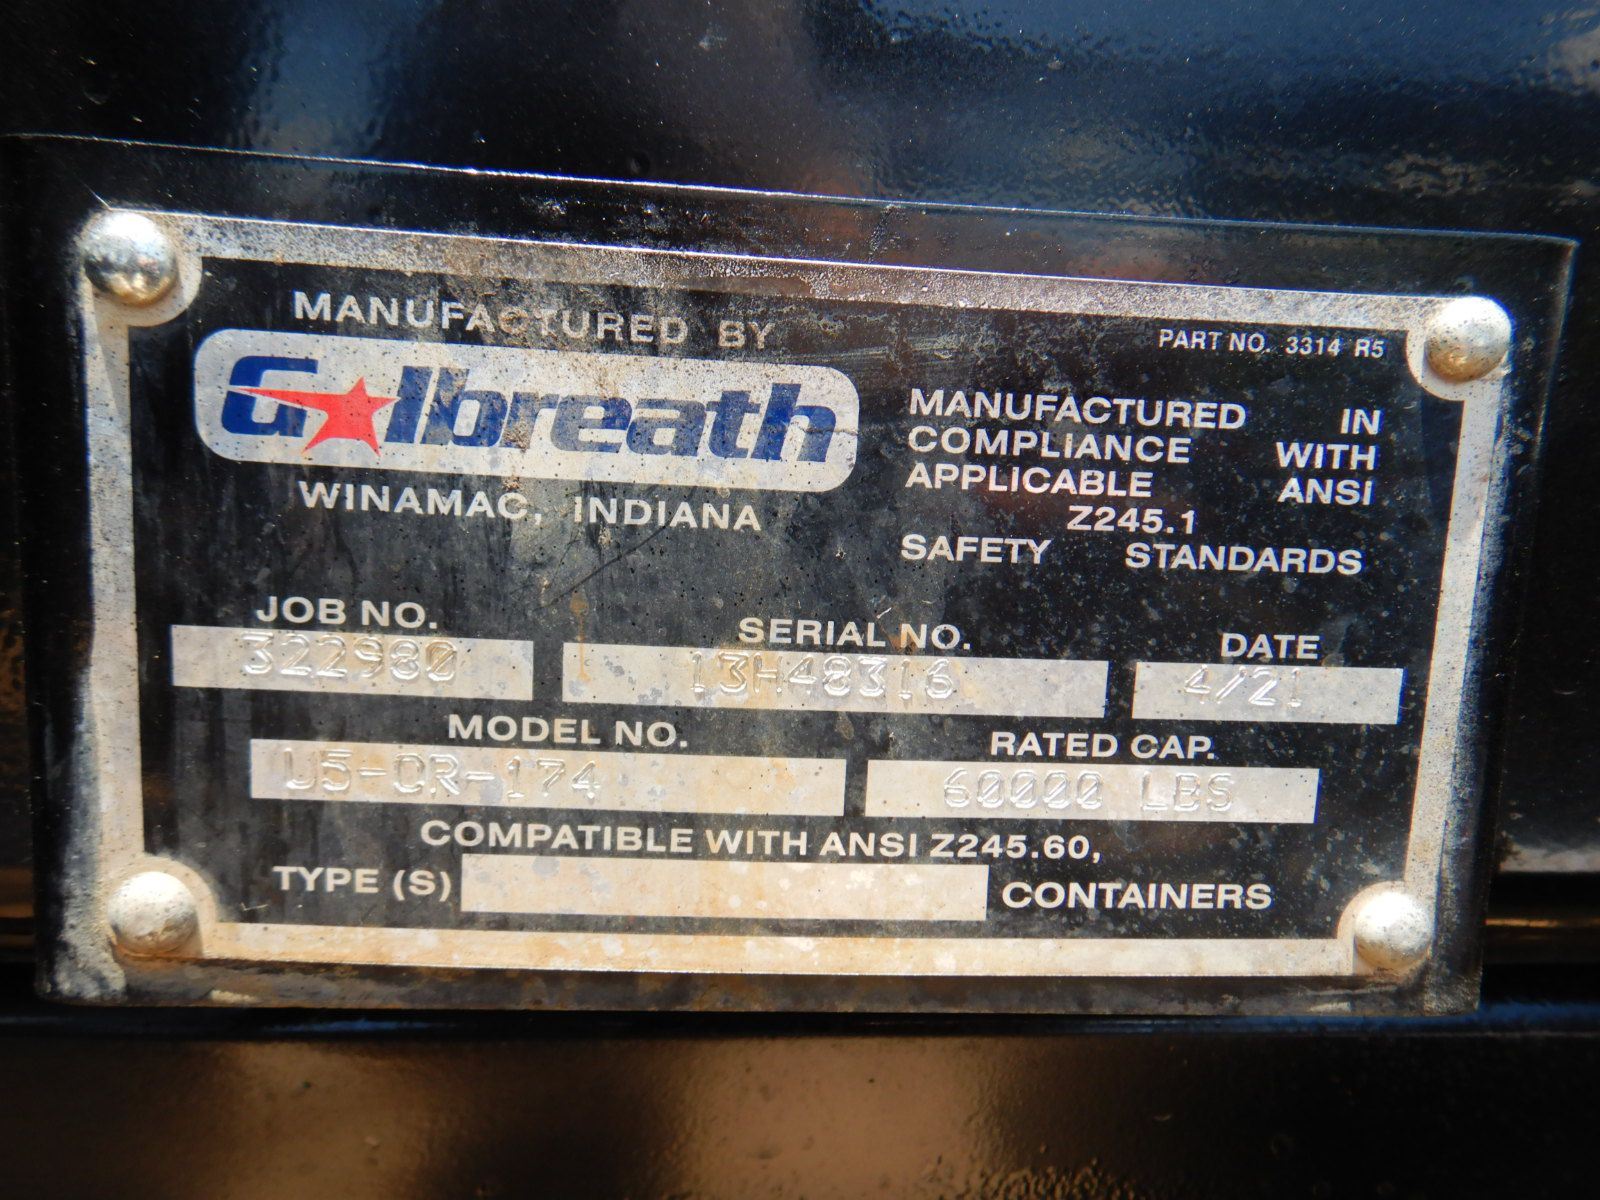 MANUFACTURED BY
Galbreath
WINAMAC, INDIANA
PART NO. 3314 R5
MANUFACTURED IN
COMPLIANCE WITH
APPLICABLE ANSI
Z245.1
SAFETY STANDARDS
JOB NO. SERIAL NO. DATE
322980 13H48316 4/21
MODEL NO. RATED CAP.
U5-OR-174 60000 LBS
COMPATIBLE WITH ANSI Z245.60,
TYPE (S) CONTAINERS